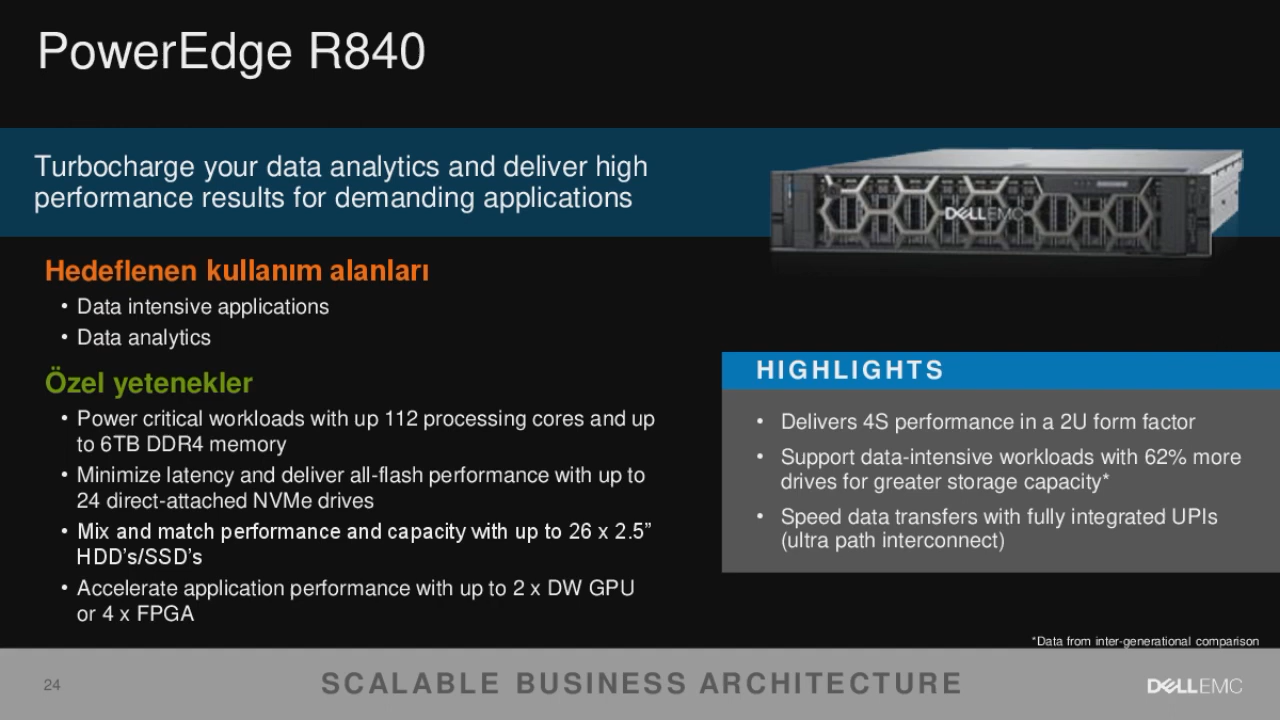 PowerEdge R840
Turbocharge your data analytics and deliver high
performance results for demanding applications
DELLEMC
Hedeflenen kullanım alanları
• Data intensive applications
• Data analytics
Özel yetenekler
• Power critical workloads with up 112 processing cores and up
to 6TB DDR4 memory
• Minimize latency and deliver all-flash performance with up to
24 direct-attached NVMe drives
• Mix and match performance and capacity with up to 26 x 2.5”
HDD’s/SSD’s
• Accelerate application performance with up to 2 x DW GPU
or 4 x FPGA
HIGHLIGHTS
• Delivers 4S performance in a 2U form factor
• Support data-intensive workloads with 62% more
drives for greater storage capacity*
• Speed data transfers with fully integrated UPIs
(ultra path interconnect)
*Data from inter-generational comparison
24
SCALABLE BUSINESS ARCHITECTURE
DELLEMC